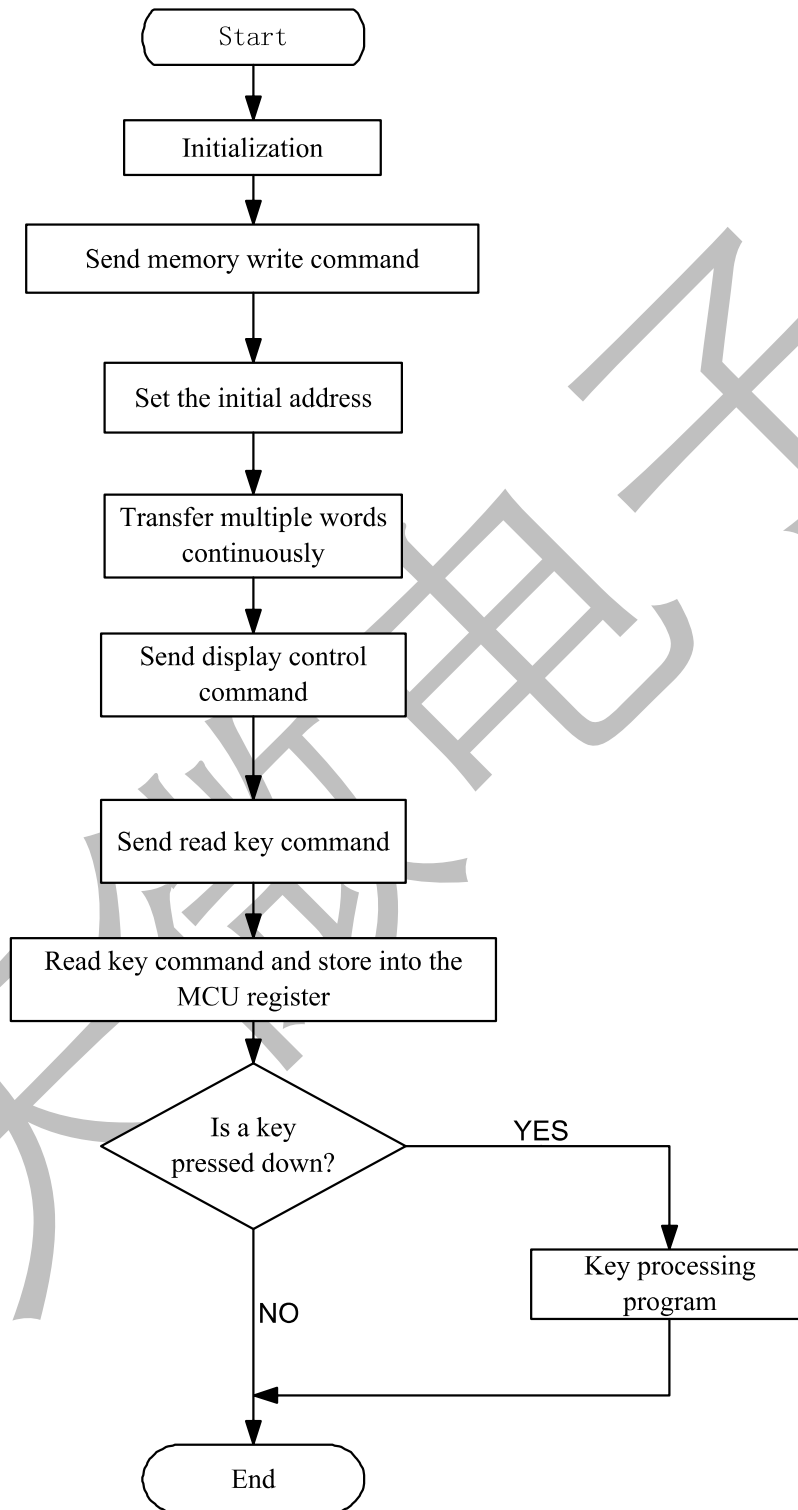 Start
Initialization
Send memory write command
Set the initial address
Transfer multiple words
continuously
Send display control
command
Send read key command
Read key command and store into the
MCU register
Is a key
pressed down?
YES
Key processing
program
NO
End
电子